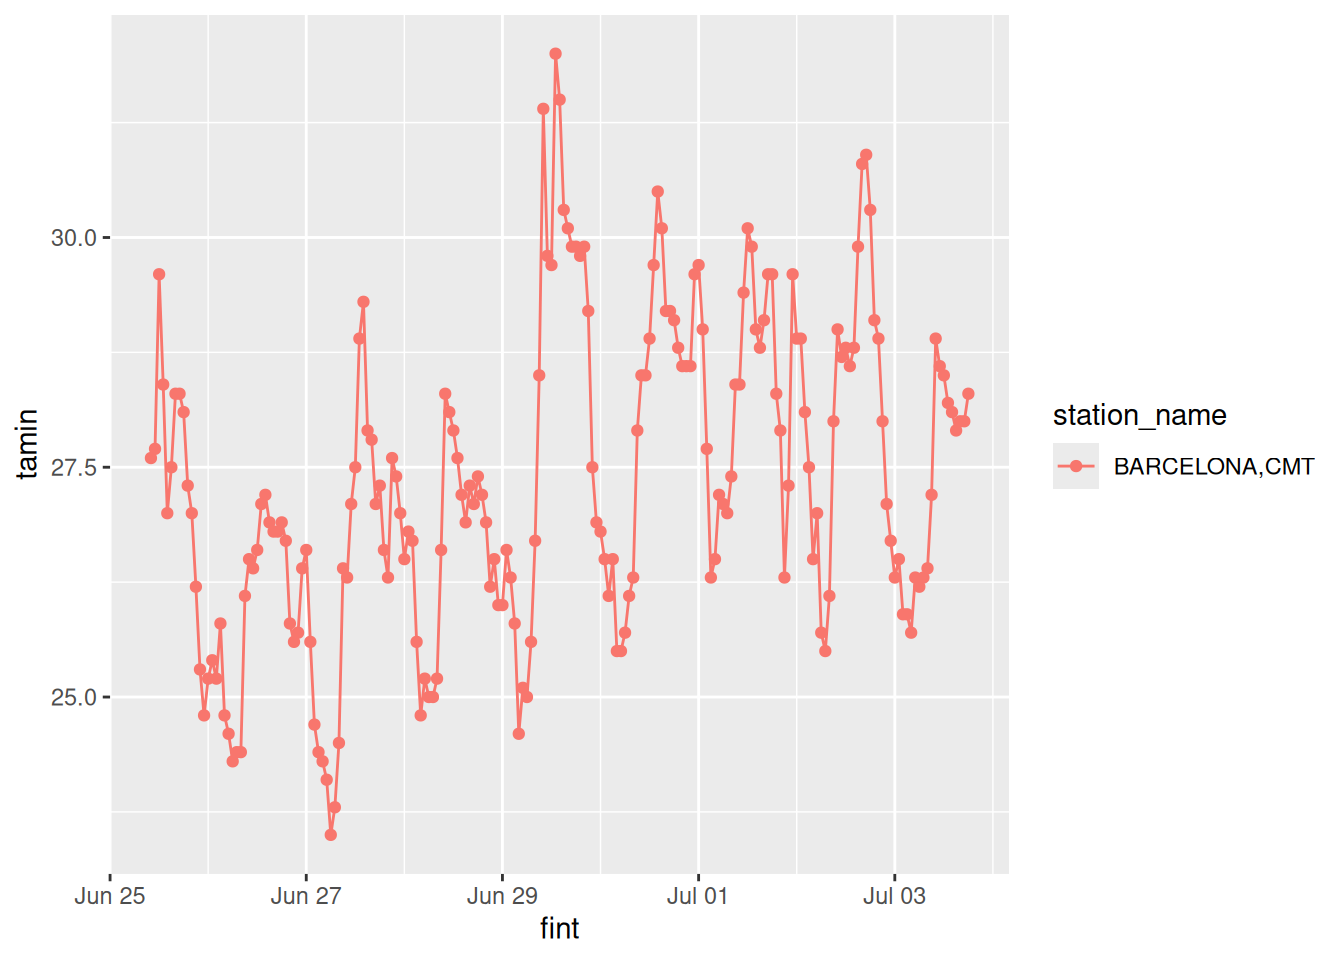 30.0
27.5
25.0
tamin
Jun 25
Jun 27
Jun 29
Jul 01
Jul 03
fint
station_name
BARCELONA,CMT